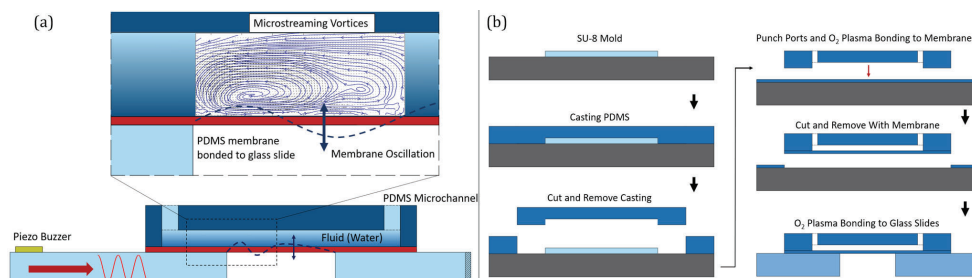 (a)
Microstreaming Vortices
PDMS membrane
bonded to glass slide
Membrane Oscillation
PDMS Microchannel
Piezo Buzzer
Fluid (Water)
(b)
SU-8 Mold
Casting PDMS
Cut and Remove Casting
Punch Ports and O₂ Plasma Bonding to Membrane
Cut and Remove With Membrane
O₂ Plasma Bonding to Glass Slides